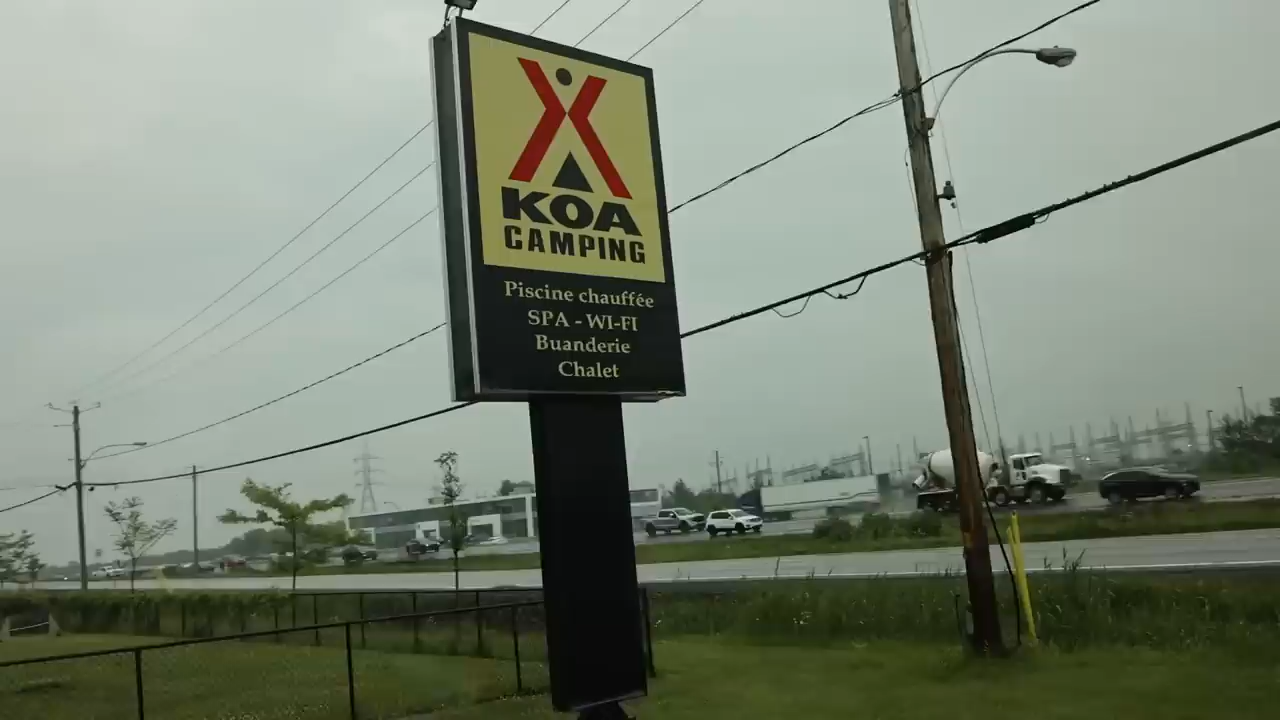 KOA
CAMPING
Piscine chauffée
SPA - WI-FI
Buanderie
Chalet